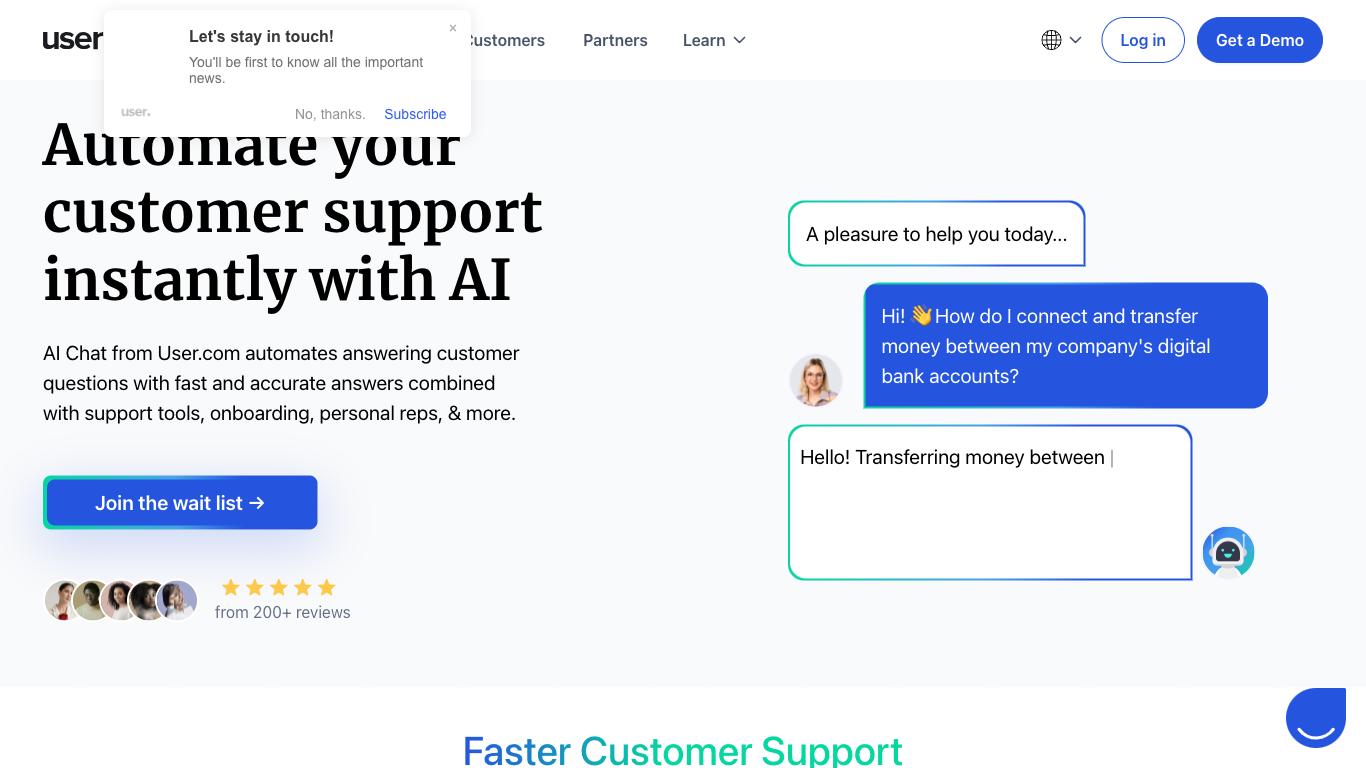 user
Let's stay in touch!
×
You'll be first to know all the important
news.
user.
No, thanks.
Subscribe
Customers
Partners
Learn
Log in
Get a Demo
Automate your
customer support
instantly with AI
AI Chat from User.com automates answering customer
questions with fast and accurate answers combined
with support tools, onboarding, personal reps, & more.
Join the wait list →
from 200+ reviews
A pleasure to help you today...
Hi! 👋How do I connect and transfer
money between my company's digital
bank accounts?
Hello! Transferring money between |
Faster Customer Support